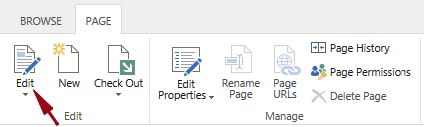 BROWSE PAGE
Edit New Check Out Edit Properties Rename Page Page URLs
Page History
Page Permissions
Delete Page
Edit Manage